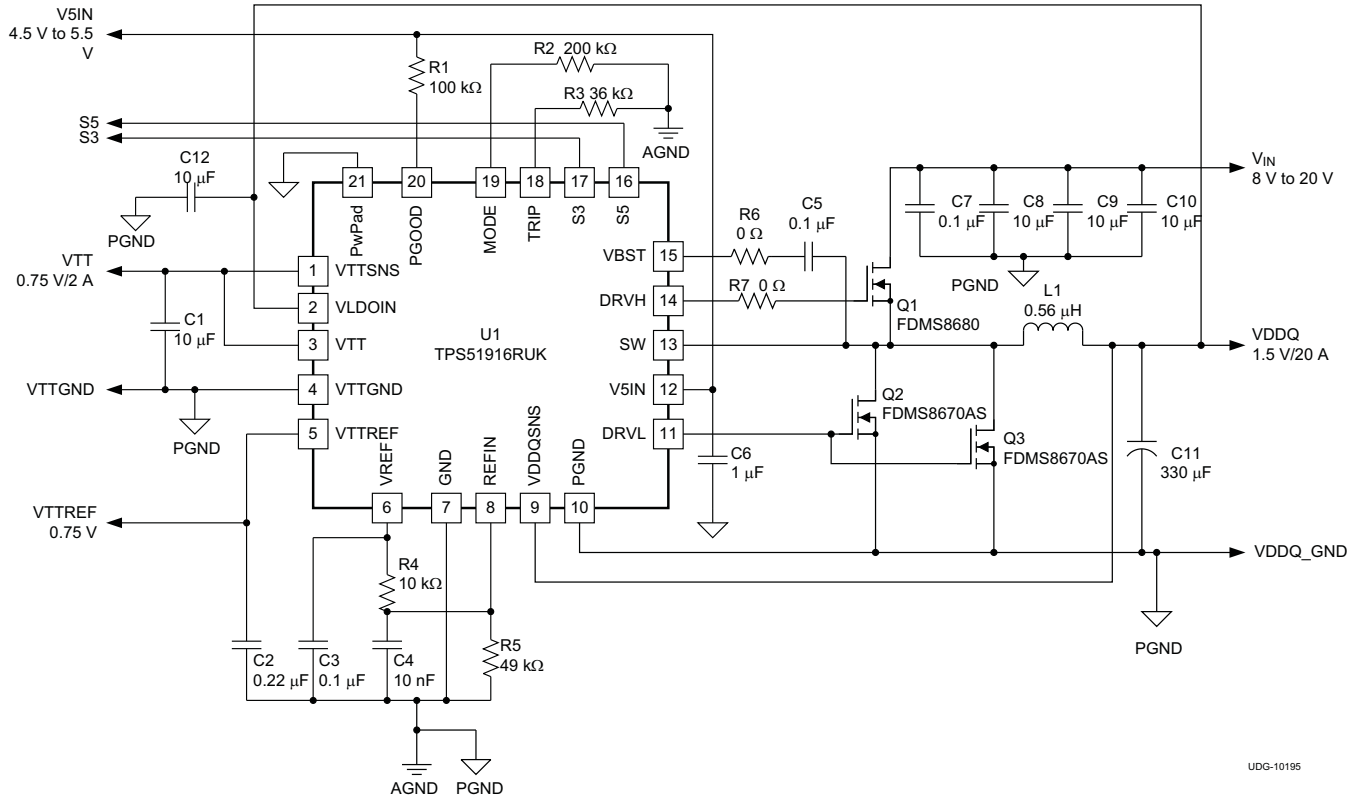 V5IN
4.5 V to 5.5
V
R1
100 kΩ
R2 200 kΩ
R3 36 kΩ
AGND
S5
S3
C12
10 µF
PGND
21
20
19
18
17
16
PwPad
PGOOD
MODE
TRIP
S3
S5
VIN
8 V to 20 V
C7
0.1 µF
C8
10 µF
C9
10 µF
C10
10 µF
PGND
R6
0 Ω
C5
0.1 µF
R7 0 Ω
Q1
FDMS8680
L1
0.56 µH
VTT
0.75 V/2 A
C1
10 µF
VTTGND
PGND
1 VTTSNS
2 VLDOIN
3 VTT
4 VTTGND
5 VTTREF
U1
TPS51916RUK
VBST 15
DRVH 14
SW 13
V5IN 12
DRVL 11
VDDQ
1.5 V/20 A
Q2
FDMS8670AS
Q3
FDMS8670AS
C6
1 µF
C11
330 µF
VREF
GND
REFIN
VDDQSNS
PGND
6
7
8
9
10
VTTREF
0.75 V
VDDQ_GND
PGND
R4
10 kΩ
R5
49 kΩ
C2
0.22 µF
C3
0.1 µF
C4
10 nF
AGND
PGND
UDG-10195